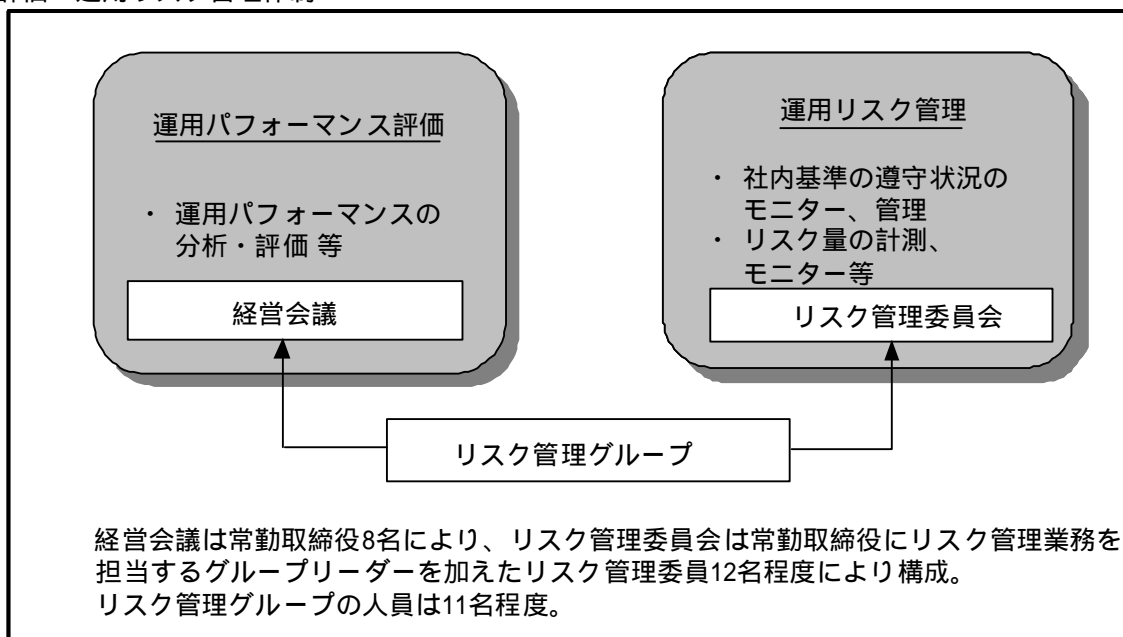 運用パフォーマンス評価
・ 運用パフォーマンスの
分析・評価 等
経営会議
運用リスク管理
・ 社内基準の遵守状況の
モニター、管理
・ リスク量の計測、
モニター等
リスク管理委員会
リスク管理グループ
経営会議は常勤取締役8名により、リスク管理委員会は常勤取締役にリスク管理業務を
担当するグループリーダーを加えたリスク管理委員12名程度により構成。
リスク管理グループの人員は11名程度。